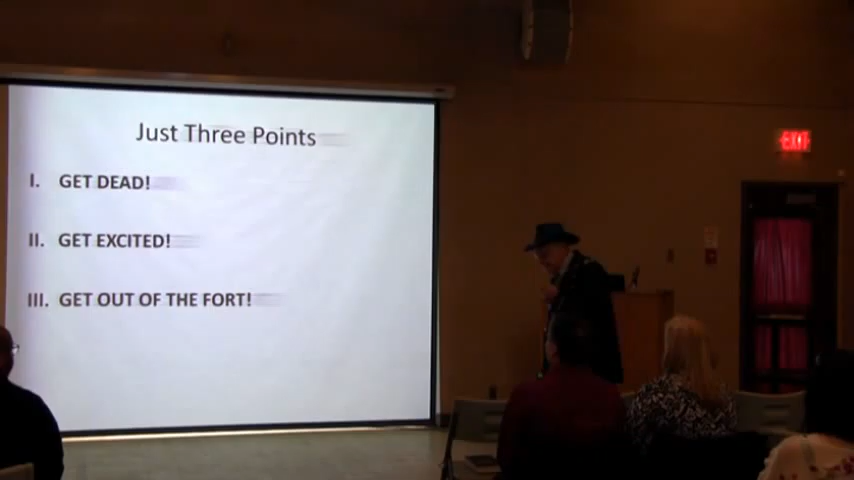 Just Three Points
I. GET DEAD!
II. GET EXCITED!
III. GET OUT OF THE FORT!
EXIT